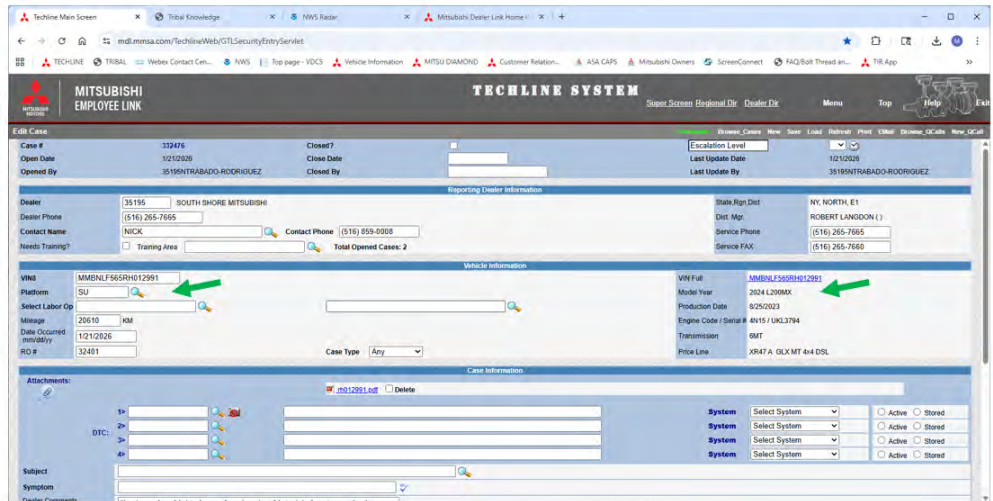 Techline Main Screen
Tribal Knowledge
NWS Radar
Mitsubishi Dealer Link Home
mdl.mmsa.com/TechlineWeb/GTLSecurityEntryServlet
TECHLINE TRIBAL Webex Contact Cen... NWS Top page - VDCS Vehicle Information MITSU DIAMOND Customer Relation... ASA CAPS Mitsubishi Owners ScreenConnect FAQ/Bolt Thread an... TIR App
MITSUBISHI
EMPLOYEE LINK
TECHLINE SYSTEM
Super Screen Regional Dir Dealer Dir Menu Top Help Exit
Edit Case
Browse_Cases New Save Load Refresh Print EMail Browse_QCalls New_QCall
Case # 332476 Closed? Escalation Level
Open Date 1/21/2026 Close Date Last Update Date 1/21/2026
Opened By 35195NTRABADO-RODRIGUEZ Closed By Last Update By 35195NTRABADO-RODRIGUEZ
Reporting Dealer Information
Dealer 35195 SOUTH SHORE MITSUBISHI State,Rgn,Dist NY, NORTH, E1
Dealer Phone (516) 265-7665 Dist. Mgr. ROBERT LANGDON ( )
Contact Name NICK Contact Phone (516) 859-0008 Service Phone (516) 265-7665
Needs Training? Training Area Total Opened Cases: 2 Service FAX (516) 265-7660
Vehicle Information
VIN8 MMBNLF565RH012991 VIN Full MMBNLF565RH012991
Platform SU Model Year 2024 L200MX
Select Labor Op Production Date 8/25/2023
Mileage 20610 KM Engine Code / Serial # 4N15 / UKL3794
Date Occurred mm/dd/yy 1/21/2026 Transmission 6MT
RO # 32401 Case Type Any Price Line XR47 A GLX MT 4x4 DSL
Case Information
Attachments: rh012991.pdf Delete
1> System Select System Active Stored
DTC: 2> System Select System Active Stored
3> System Select System Active Stored
4> System Select System Active Stored
Subject
Symptom
Dealer Comments